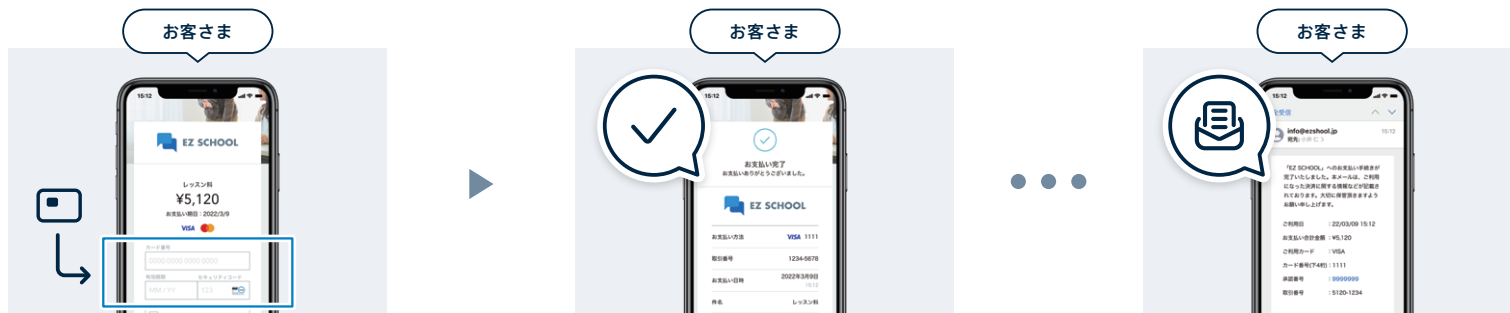 お客さま
15:12
EZ SCHOOL
レッスン料
¥5,120
お支払い期日：2022/3/9
VISA
カード番号
0000 0000 0000 0000
有効期限 セキュリティコード
MM / YY 123
お客さま
15:12
お支払い完了
お支払いありがとうございました。
EZ SCHOOL
お支払い方法 VISA 1111
取引番号 1234-5678
お支払い日時 2022年3月9日
15:12
件名 レッスン料
お客さま
15:12
受信
info@ezshool.jp 15:12
宛先:
「EZ SCHOOL」へのお支払い手続きが
完了いたしました。本メールは、ご利用
になった決済に関する情報などが記載さ
れております。大切に保管頂きますよう
お願い申し上げます。
ご利用日 : 22/03/09 15:12
お支払い合計金額 : ¥5,120
ご利用カード : VISA
カード番号(下4桁) : 1111
承認番号 : 9999999
取引番号 : 5120-1234